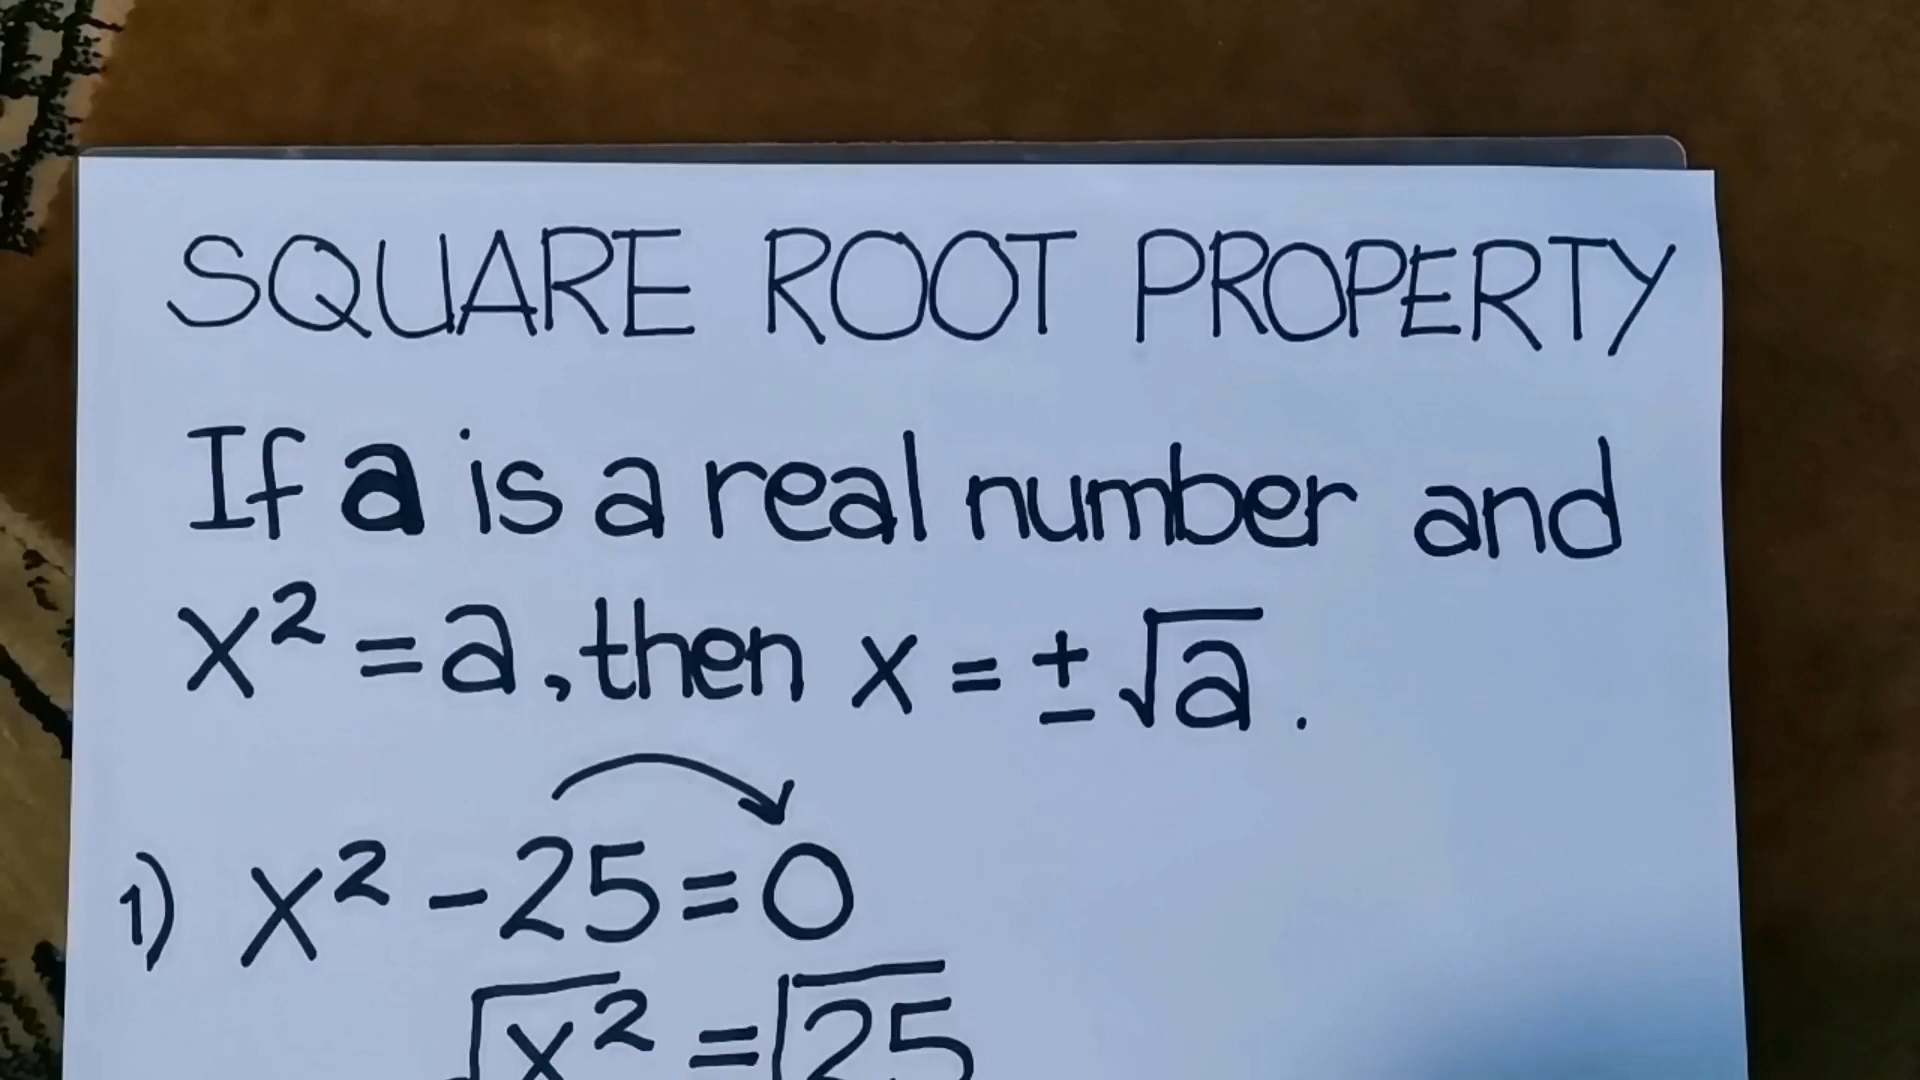 SQUARE ROOT PROPERTY
If a is a real number and
x² = a, then x = ±√a.
1) x² - 25 = 0
√x² = √25